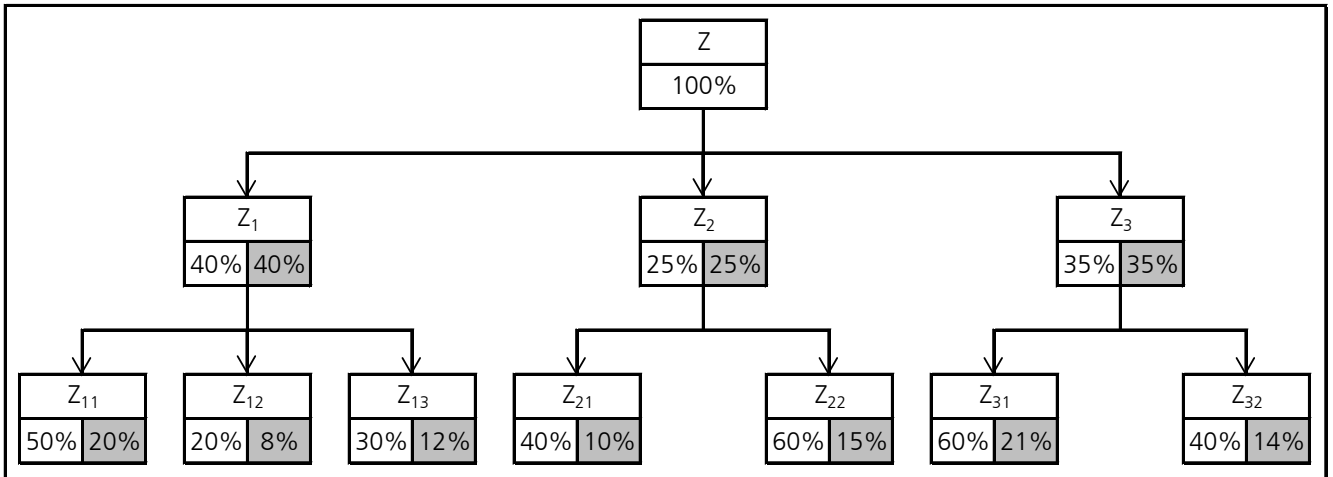 Z
100%
Z₁ Z₂ Z₃
40% 40% 25% 25% 35% 35%
Z₁₁ Z₁₂ Z₁₃ Z₂₁ Z₂₂ Z₃₁ Z₃₂
50% 20% 20% 8% 30% 12% 40% 10% 60% 15% 60% 21% 40% 14%